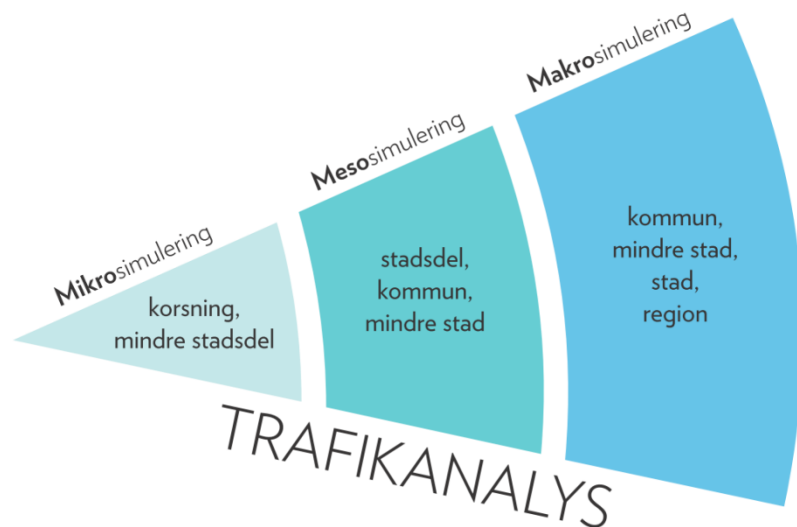 Mikrosimulering
korsning,
mindre stadsdel
Mesosimulering
stadsdel,
kommun,
mindre stad
Makrosimulering
kommun,
mindre stad,
stad,
region
TRAFIKANALYS